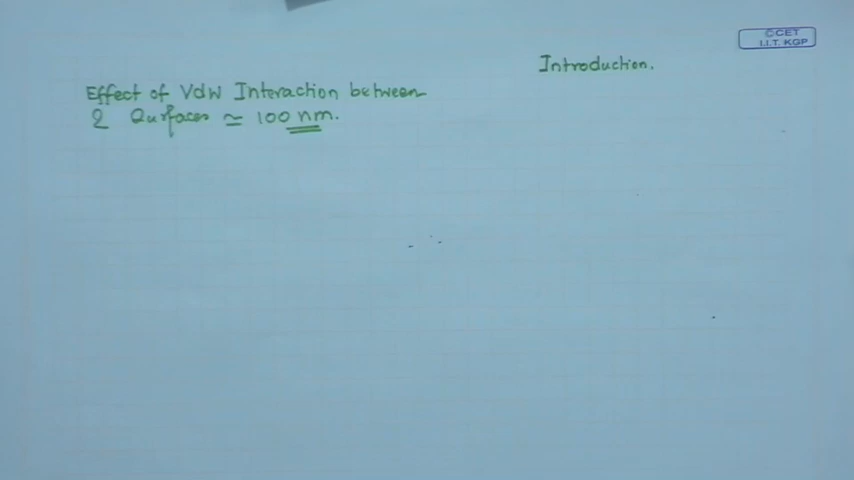 ©CET
I.I.T. KGP
Introduction.
Effect of VdW Interaction between
2 Surfaces ≃ 100 nm.